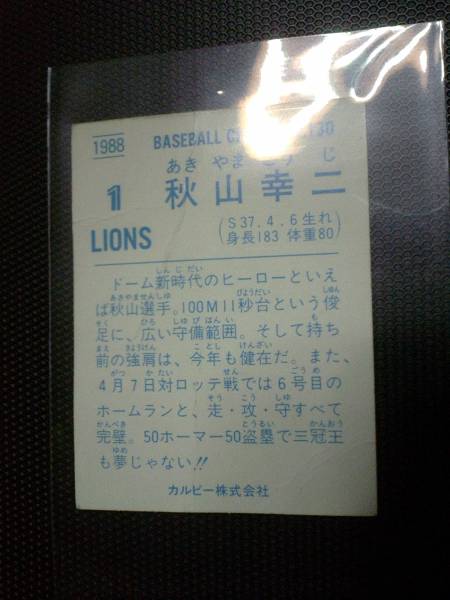 1988 BASEBALL
1 秋山幸二
あき やま こう じ
LIONS
(S37.4.6生れ
身長183 体重80)
ドーム新時代のヒーローといえ
ば秋山選手。100M11秒台という俊
足に、広い守備範囲。そして持ち
前の強肩は、今年も健在だ。また、
4月7日対ロッテ戦では6号目の
ホームランと、走・攻・守すべて
完璧。50ホーマー50盗塁で三冠王
も夢じゃない!!
カルビー株式会社